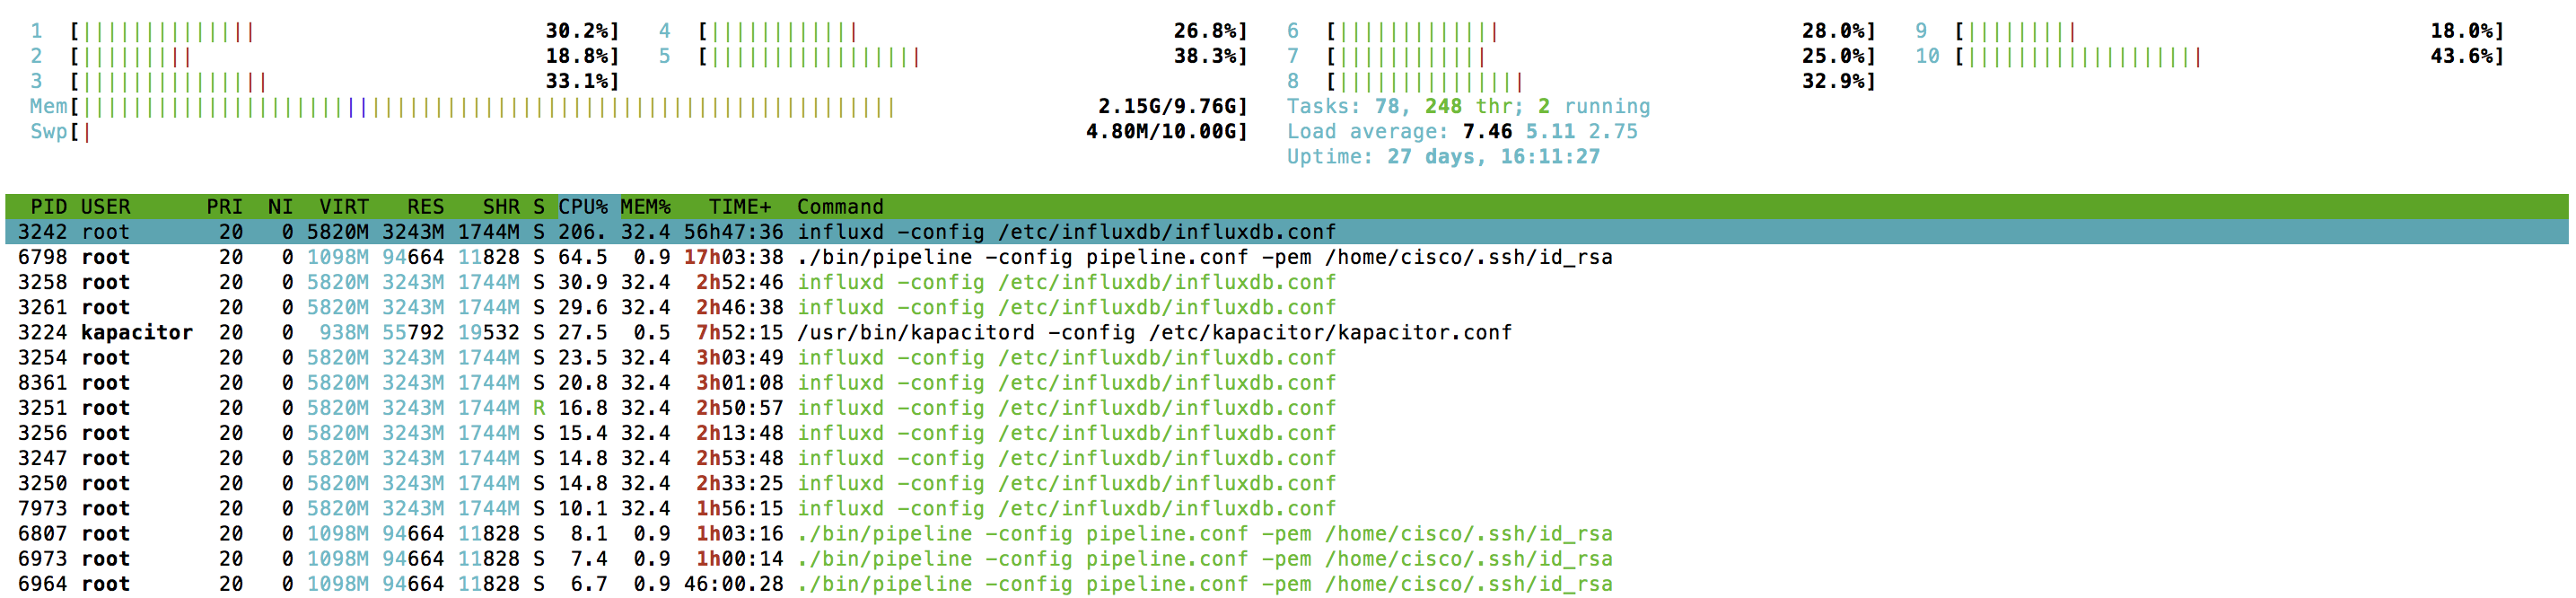 1 [||||||||||||||          30.2%] 4 [||||||||||||          26.8%] 6 [|||||||||||||          28.0%] 9 [|||||||||          18.0%]
2 [|||||||||          18.8%] 5 [|||||||||||||||||          38.3%] 7 [||||||||||||          25.0%] 10 [|||||||||||||||||||          43.6%]
3 [|||||||||||||||          33.1%] 8 [|||||||||||||||          32.9%]
Mem[||||||||||||||||||||||||||||||||||||||||||||||||||||||||||||||||          2.15G/9.76G] Tasks: 78, 248 thr; 2 running
Swp[|          4.80M/10.00G] Load average: 7.46 5.11 2.75
Uptime: 27 days, 16:11:27
PID USER PRI NI VIRT RES SHR S CPU% MEM% TIME+ Command
3242 root 20 0 5820M 3243M 1744M S 206. 32.4 56h47:36 influxd -config /etc/influxdb/influxdb.conf
6798 root 20 0 1098M 94664 11828 S 64.5 0.9 17h03:38 ./bin/pipeline -config pipeline.conf -pem /home/cisco/.ssh/id_rsa
3258 root 20 0 5820M 3243M 1744M S 30.9 32.4 2h52:46 influxd -config /etc/influxdb/influxdb.conf
3261 root 20 0 5820M 3243M 1744M S 29.6 32.4 2h46:38 influxd -config /etc/influxdb/influxdb.conf
3224 kapacitor 20 0 938M 55792 19532 S 27.5 0.5 7h52:15 /usr/bin/kapacitord -config /etc/kapacitor/kapacitor.conf
3254 root 20 0 5820M 3243M 1744M S 23.5 32.4 3h03:49 influxd -config /etc/influxdb/influxdb.conf
8361 root 20 0 5820M 3243M 1744M S 20.8 32.4 3h01:08 influxd -config /etc/influxdb/influxdb.conf
3251 root 20 0 5820M 3243M 1744M R 16.8 32.4 2h50:57 influxd -config /etc/influxdb/influxdb.conf
3256 root 20 0 5820M 3243M 1744M S 15.4 32.4 2h13:48 influxd -config /etc/influxdb/influxdb.conf
3247 root 20 0 5820M 3243M 1744M S 14.8 32.4 2h53:48 influxd -config /etc/influxdb/influxdb.conf
3250 root 20 0 5820M 3243M 1744M S 14.8 32.4 2h33:25 influxd -config /etc/influxdb/influxdb.conf
7973 root 20 0 5820M 3243M 1744M S 10.1 32.4 1h56:15 influxd -config /etc/influxdb/influxdb.conf
6807 root 20 0 1098M 94664 11828 S 8.1 0.9 1h03:16 ./bin/pipeline -config pipeline.conf -pem /home/cisco/.ssh/id_rsa
6973 root 20 0 1098M 94664 11828 S 7.4 0.9 1h00:14 ./bin/pipeline -config pipeline.conf -pem /home/cisco/.ssh/id_rsa
6964 root 20 0 1098M 94664 11828 S 6.7 0.9 46:00.28 ./bin/pipeline -config pipeline.conf -pem /home/cisco/.ssh/id_rsa